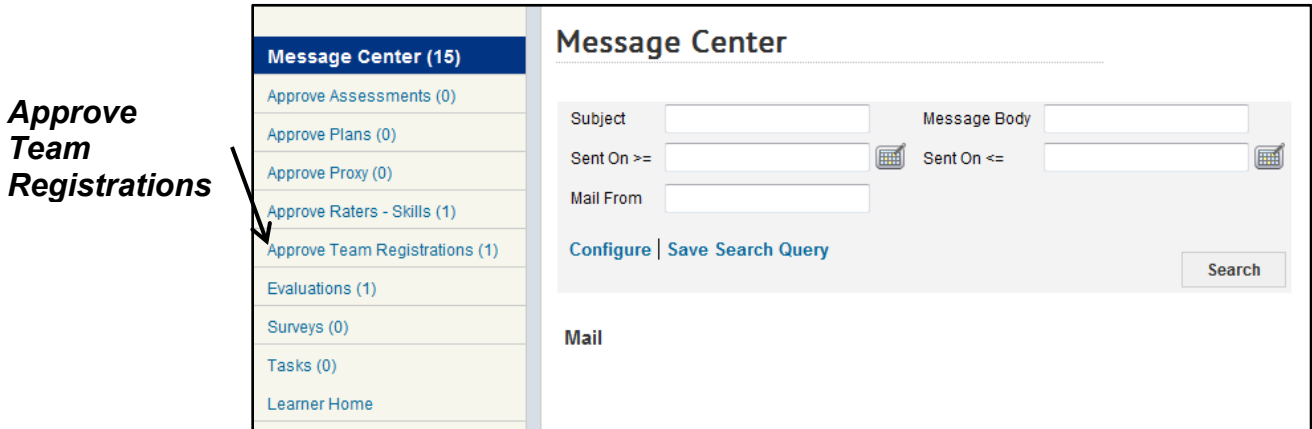 Approve
Team
Registrations
Message Center (15)
Approve Assessments (0)
Approve Plans (0)
Approve Proxy (0)
Approve Raters - Skills (1)
Approve Team Registrations (1)
Evaluations (1)
Surveys (0)
Tasks (0)
Learner Home
Message Center
Subject Message Body
Sent On >= Sent On <=
Mail From
Configure | Save Search Query
Search
Mail